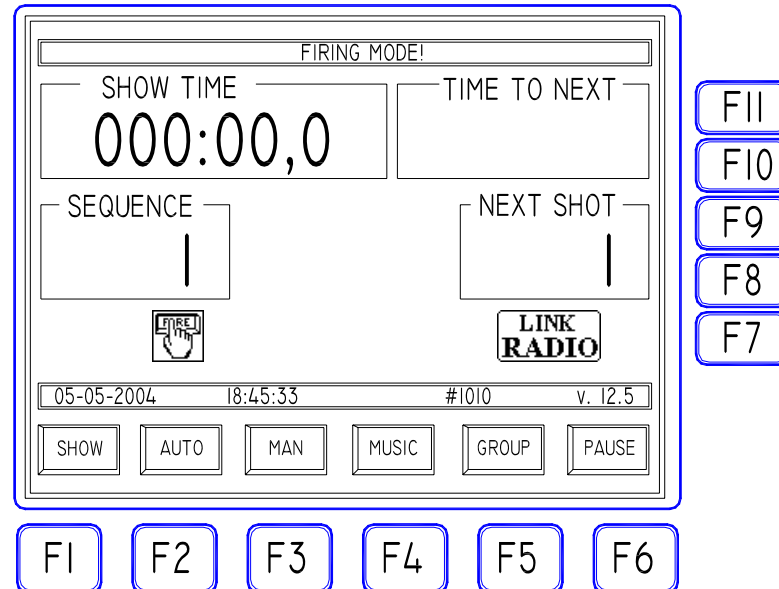 FIRING MODE!
SHOW TIME
000:00,0
TIME TO NEXT
SEQUENCE
1
NEXT SHOT
1
FIRE
LINK
RADIO
05-05-2004 18:45:33 #1010 v. 12.5
SHOW AUTO MAN MUSIC GROUP PAUSE
F11
F10
F9
F8
F7
F1 F2 F3 F4 F5 F6